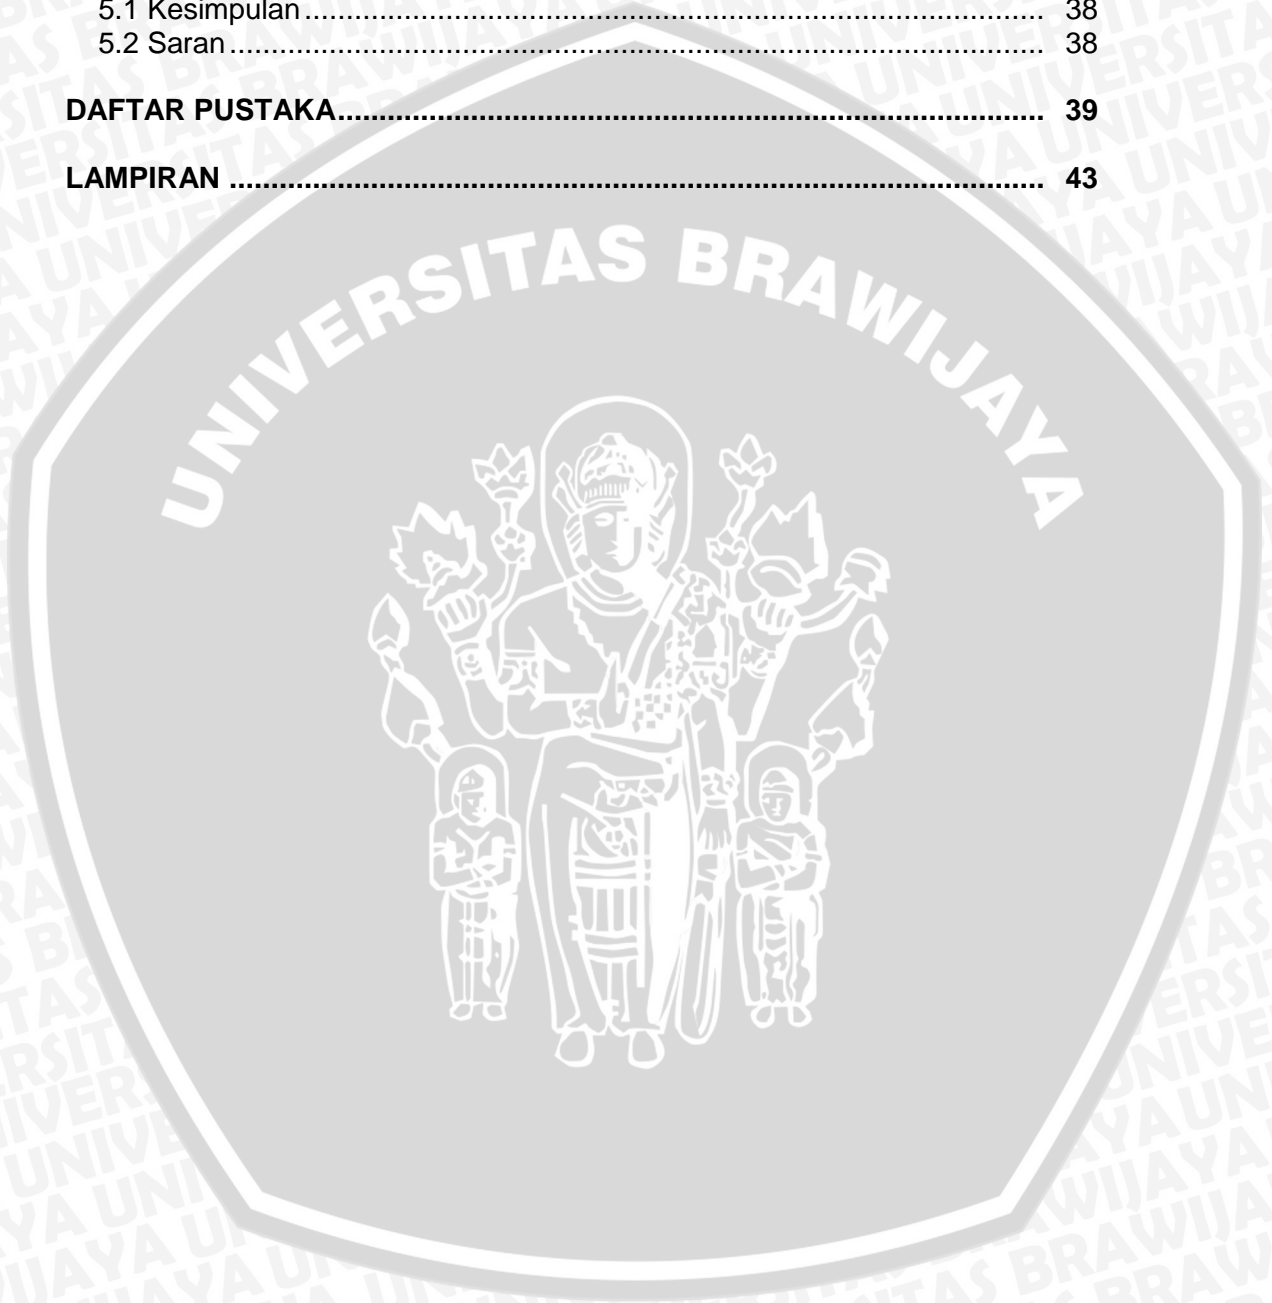 5.1 Kesimpulan ........................................................................................ 38
5.2 Saran ................................................................................................. 38
DAFTAR PUSTAKA.................................................................................... 39
LAMPIRAN ................................................................................................. 43
UNIVERSITAS BRAWIJAYA